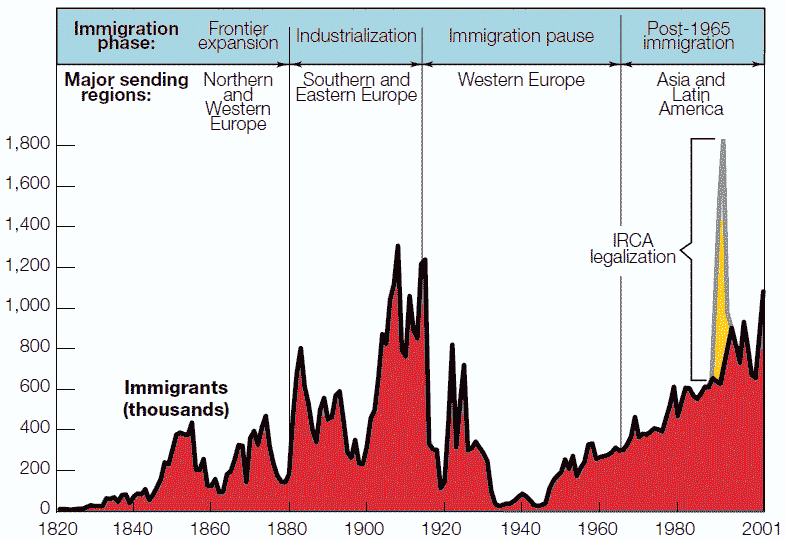 Immigration phase:
Frontier expansion
Industrialization
Immigration pause
Post-1965 immigration
Major sending regions:
Northern and Western Europe
Southern and Eastern Europe
Western Europe
Asia and Latin America
1,800
1,600
1,400
1,200
1,000
800
600
400
200
0
IRCA legalization
Immigrants (thousands)
1820
1840
1860
1880
1900
1920
1940
1960
1980
2001